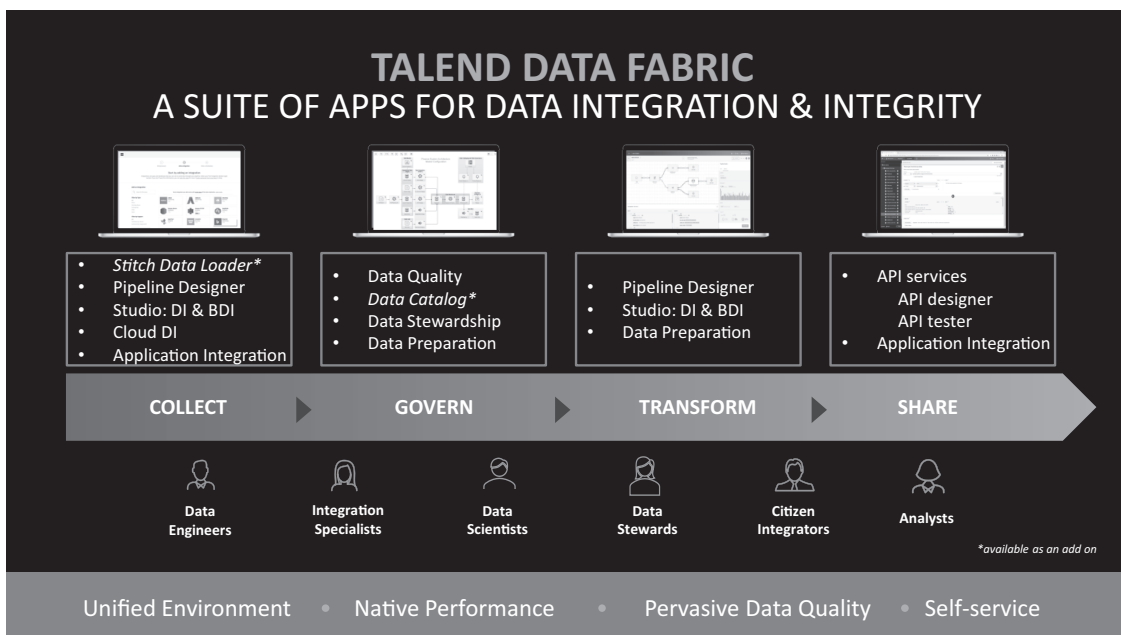 TALEND DATA FABRIC
A SUITE OF APPS FOR DATA INTEGRATION & INTEGRITY
• Stitch Data Loader*
• Pipeline Designer
• Studio: DI & BDI
• Cloud DI
• Application Integration
• Data Quality
• Data Catalog*
• Data Stewardship
• Data Preparation
• Pipeline Designer
• Studio: DI & BDI
• Data Preparation
• API services
API designer
API tester
• Application Integration
COLLECT
GOVERN
TRANSFORM
SHARE
Data
Engineers
Integration
Specialists
Data
Scientists
Data
Stewards
Citizen
Integrators
Analysts
*available as an add on
Unified Environment • Native Performance • Pervasive Data Quality • Self-service